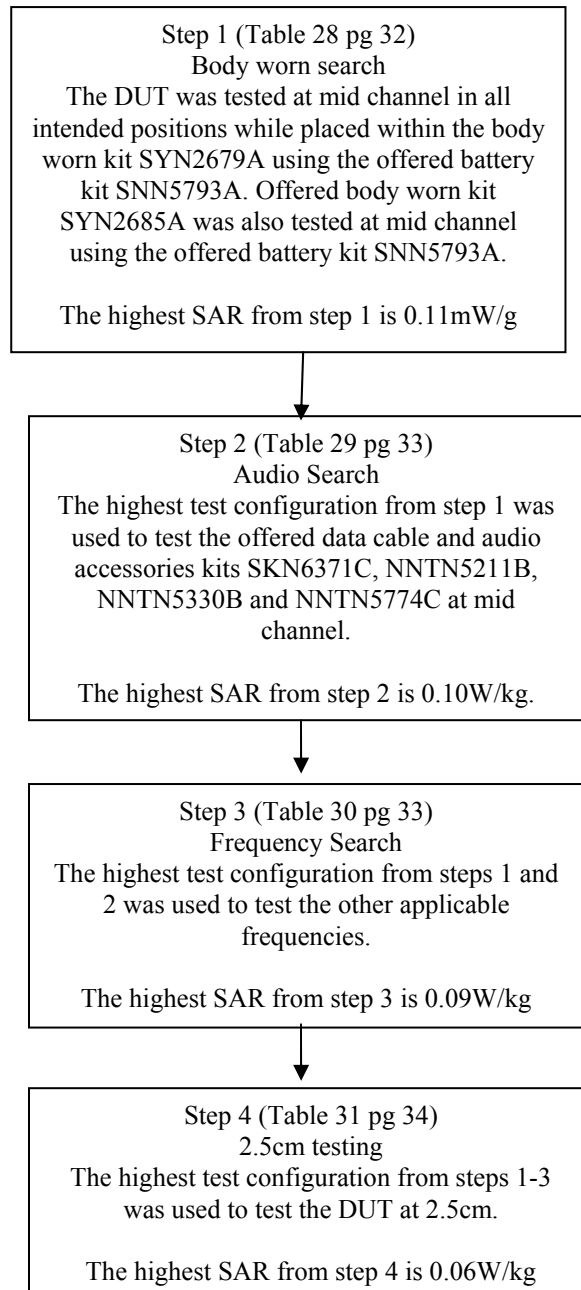 Step 1 (Table 28 pg 32)
Body worn search
The DUT was tested at mid channel in all
intended positions while placed within the body
worn kit SYN2679A using the offered battery
kit SNN5793A. Offered body worn kit
SYN2685A was also tested at mid channel
using the offered battery kit SNN5793A.
The highest SAR from step 1 is 0.11mW/g
Step 2 (Table 29 pg 33)
Audio Search
The highest test configuration from step 1 was
used to test the offered data cable and audio
accessories kits SKN6371C, NNTN5211B,
NNTN5330B and NNTN5774C at mid
channel.
The highest SAR from step 2 is 0.10W/kg.
Step 3 (Table 30 pg 33)
Frequency Search
The highest test configuration from steps 1 and
2 was used to test the other applicable
frequencies.
The highest SAR from step 3 is 0.09W/kg
Step 4 (Table 31 pg 34)
2.5cm testing
The highest test configuration from steps 1-3
was used to test the DUT at 2.5cm.
The highest SAR from step 4 is 0.06W/kg